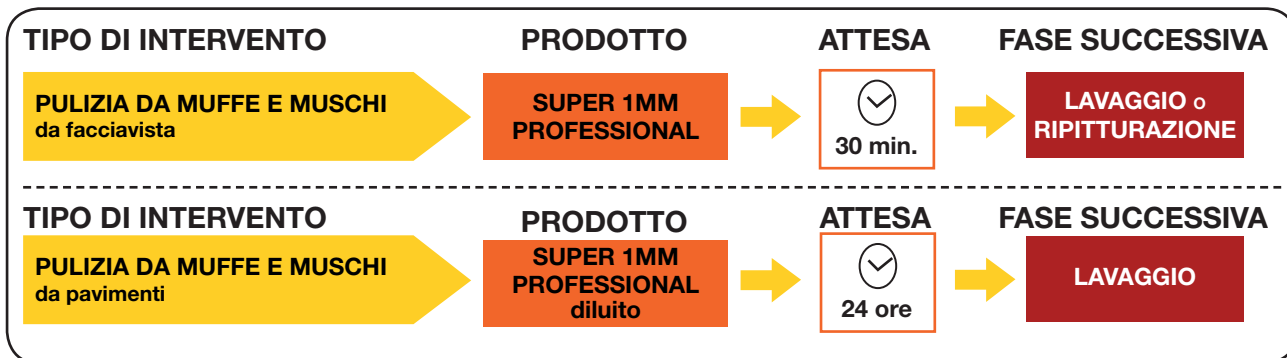 TIPO DI INTERVENTO
PRODOTTO
ATTESA
FASE SUCCESSIVA
PULIZIA DA MUFFE E MUSCHI
da facciavista
SUPER 1MM
PROFESSIONAL
30 min.
LAVAGGIO o
RIPITTURAZIONE
TIPO DI INTERVENTO
PRODOTTO
ATTESA
FASE SUCCESSIVA
PULIZIA DA MUFFE E MUSCHI
da pavimenti
SUPER 1MM
PROFESSIONAL
diluito
24 ore
LAVAGGIO